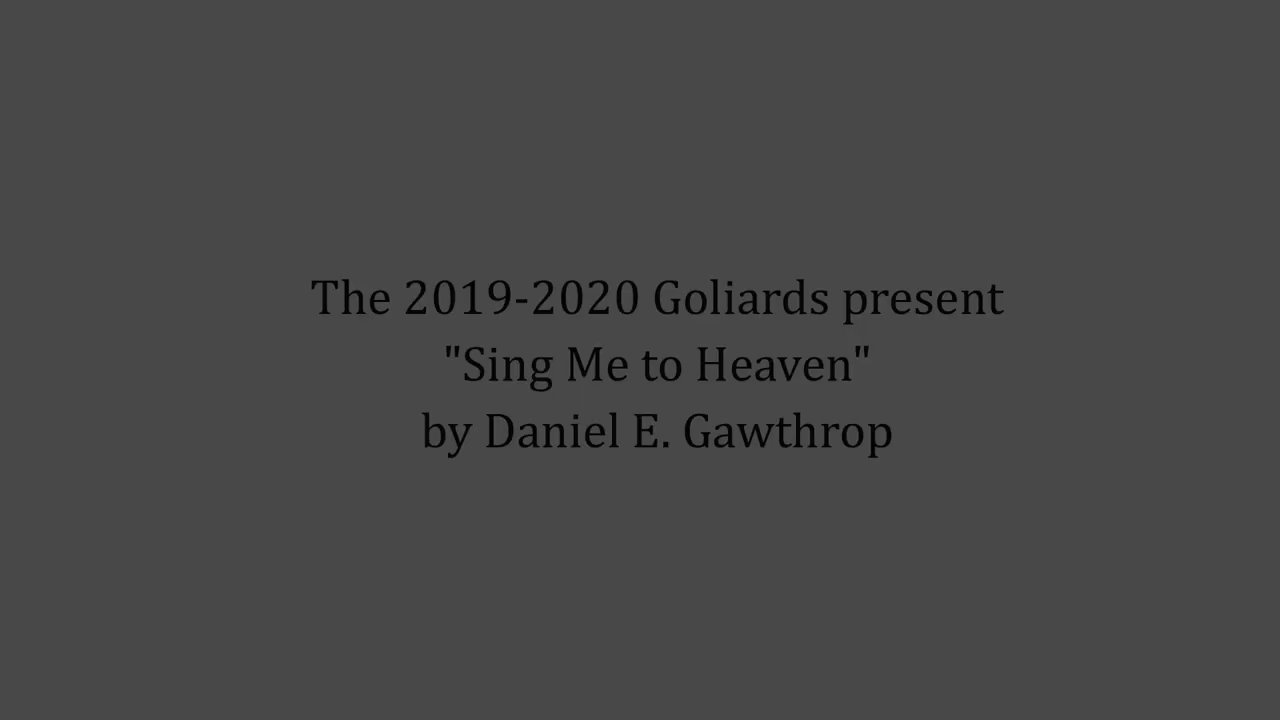 The 2019-2020 Goliards present
"Sing Me to Heaven"
by Daniel E. Gawthrop